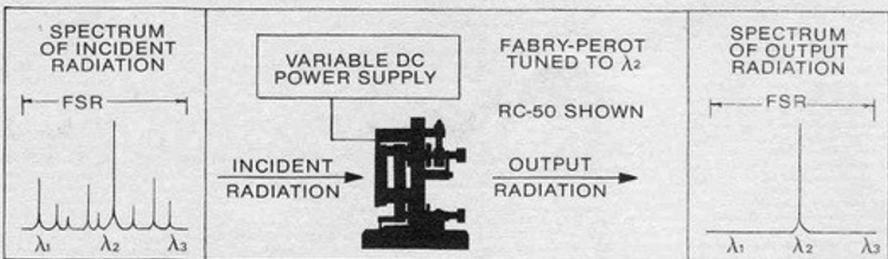 SPECTRUM
OF INCIDENT
RADIATION
FSR
λ1 λ2 λ3
VARIABLE DC
POWER SUPPLY
INCIDENT
RADIATION
FABRY-PEROT
TUNED TO λ2
RC-50 SHOWN
OUTPUT
RADIATION
SPECTRUM
OF OUTPUT
RADIATION
FSR
λ1 λ2 λ3